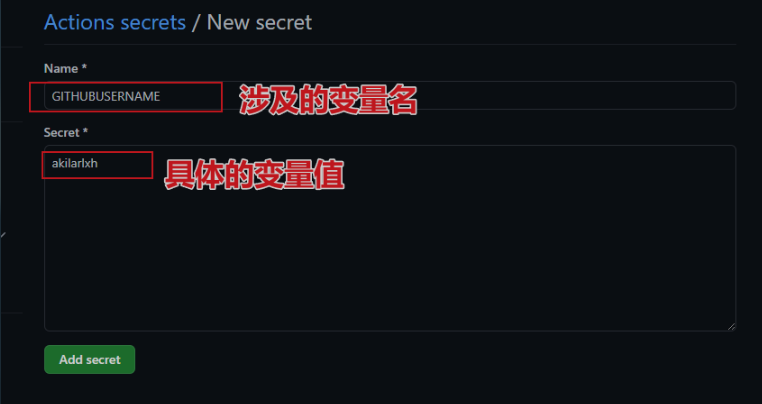 Actions secrets / New secret
Name *
GITHUBUSERNAME
涉及的变量名
Secret *
akilarlxh
具体的变量值
Add secret